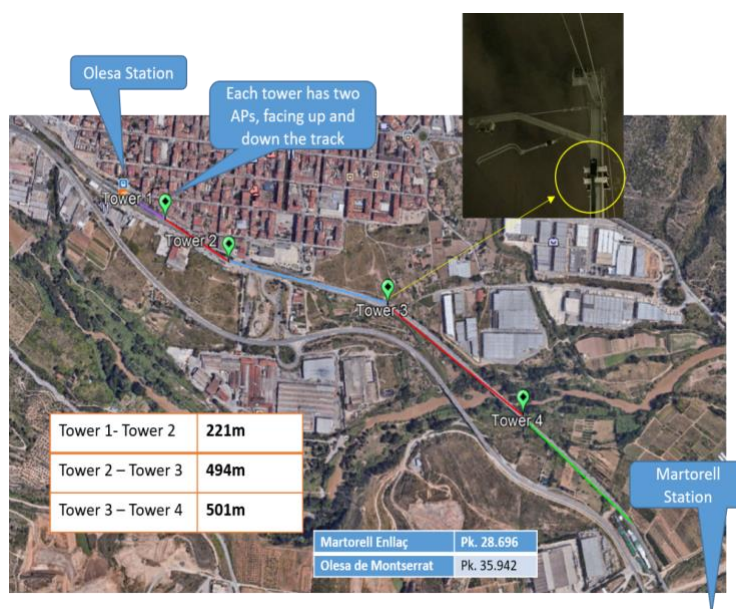 Olesa Station
Each tower has two
APs, facing up and
down the track
Tower 1
Tower 2
Tower 3
Tower 4
Tower 1- Tower 2 221m
Tower 2 – Tower 3 494m
Tower 3 – Tower 4 501m
Martorell
Station
Martorell Enllaç Pk. 28.696
Olesa de Montserrat Pk. 35.942